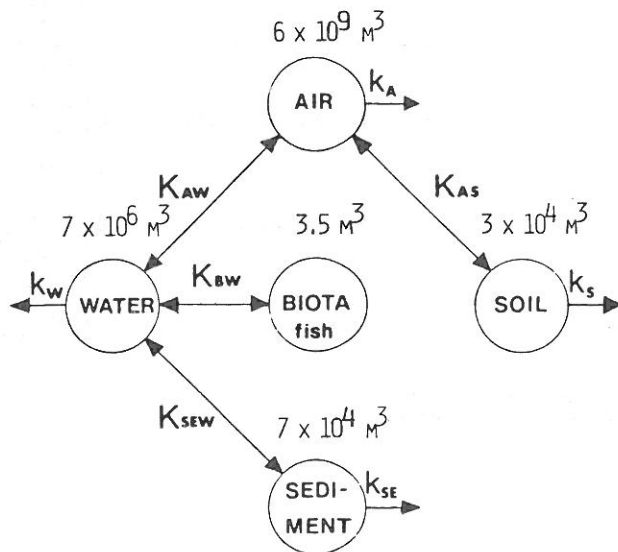 6 x 10⁹ M³
AIR
kA
KAW
KAS
7 x 10⁶ M³
3.5 M³
3 x 10⁴ M³
kW
WATER
KBW
BIOTA
fish
SOIL
kS
KSEW
7 x 10⁴ M³
SEDI-
MENT
kSE